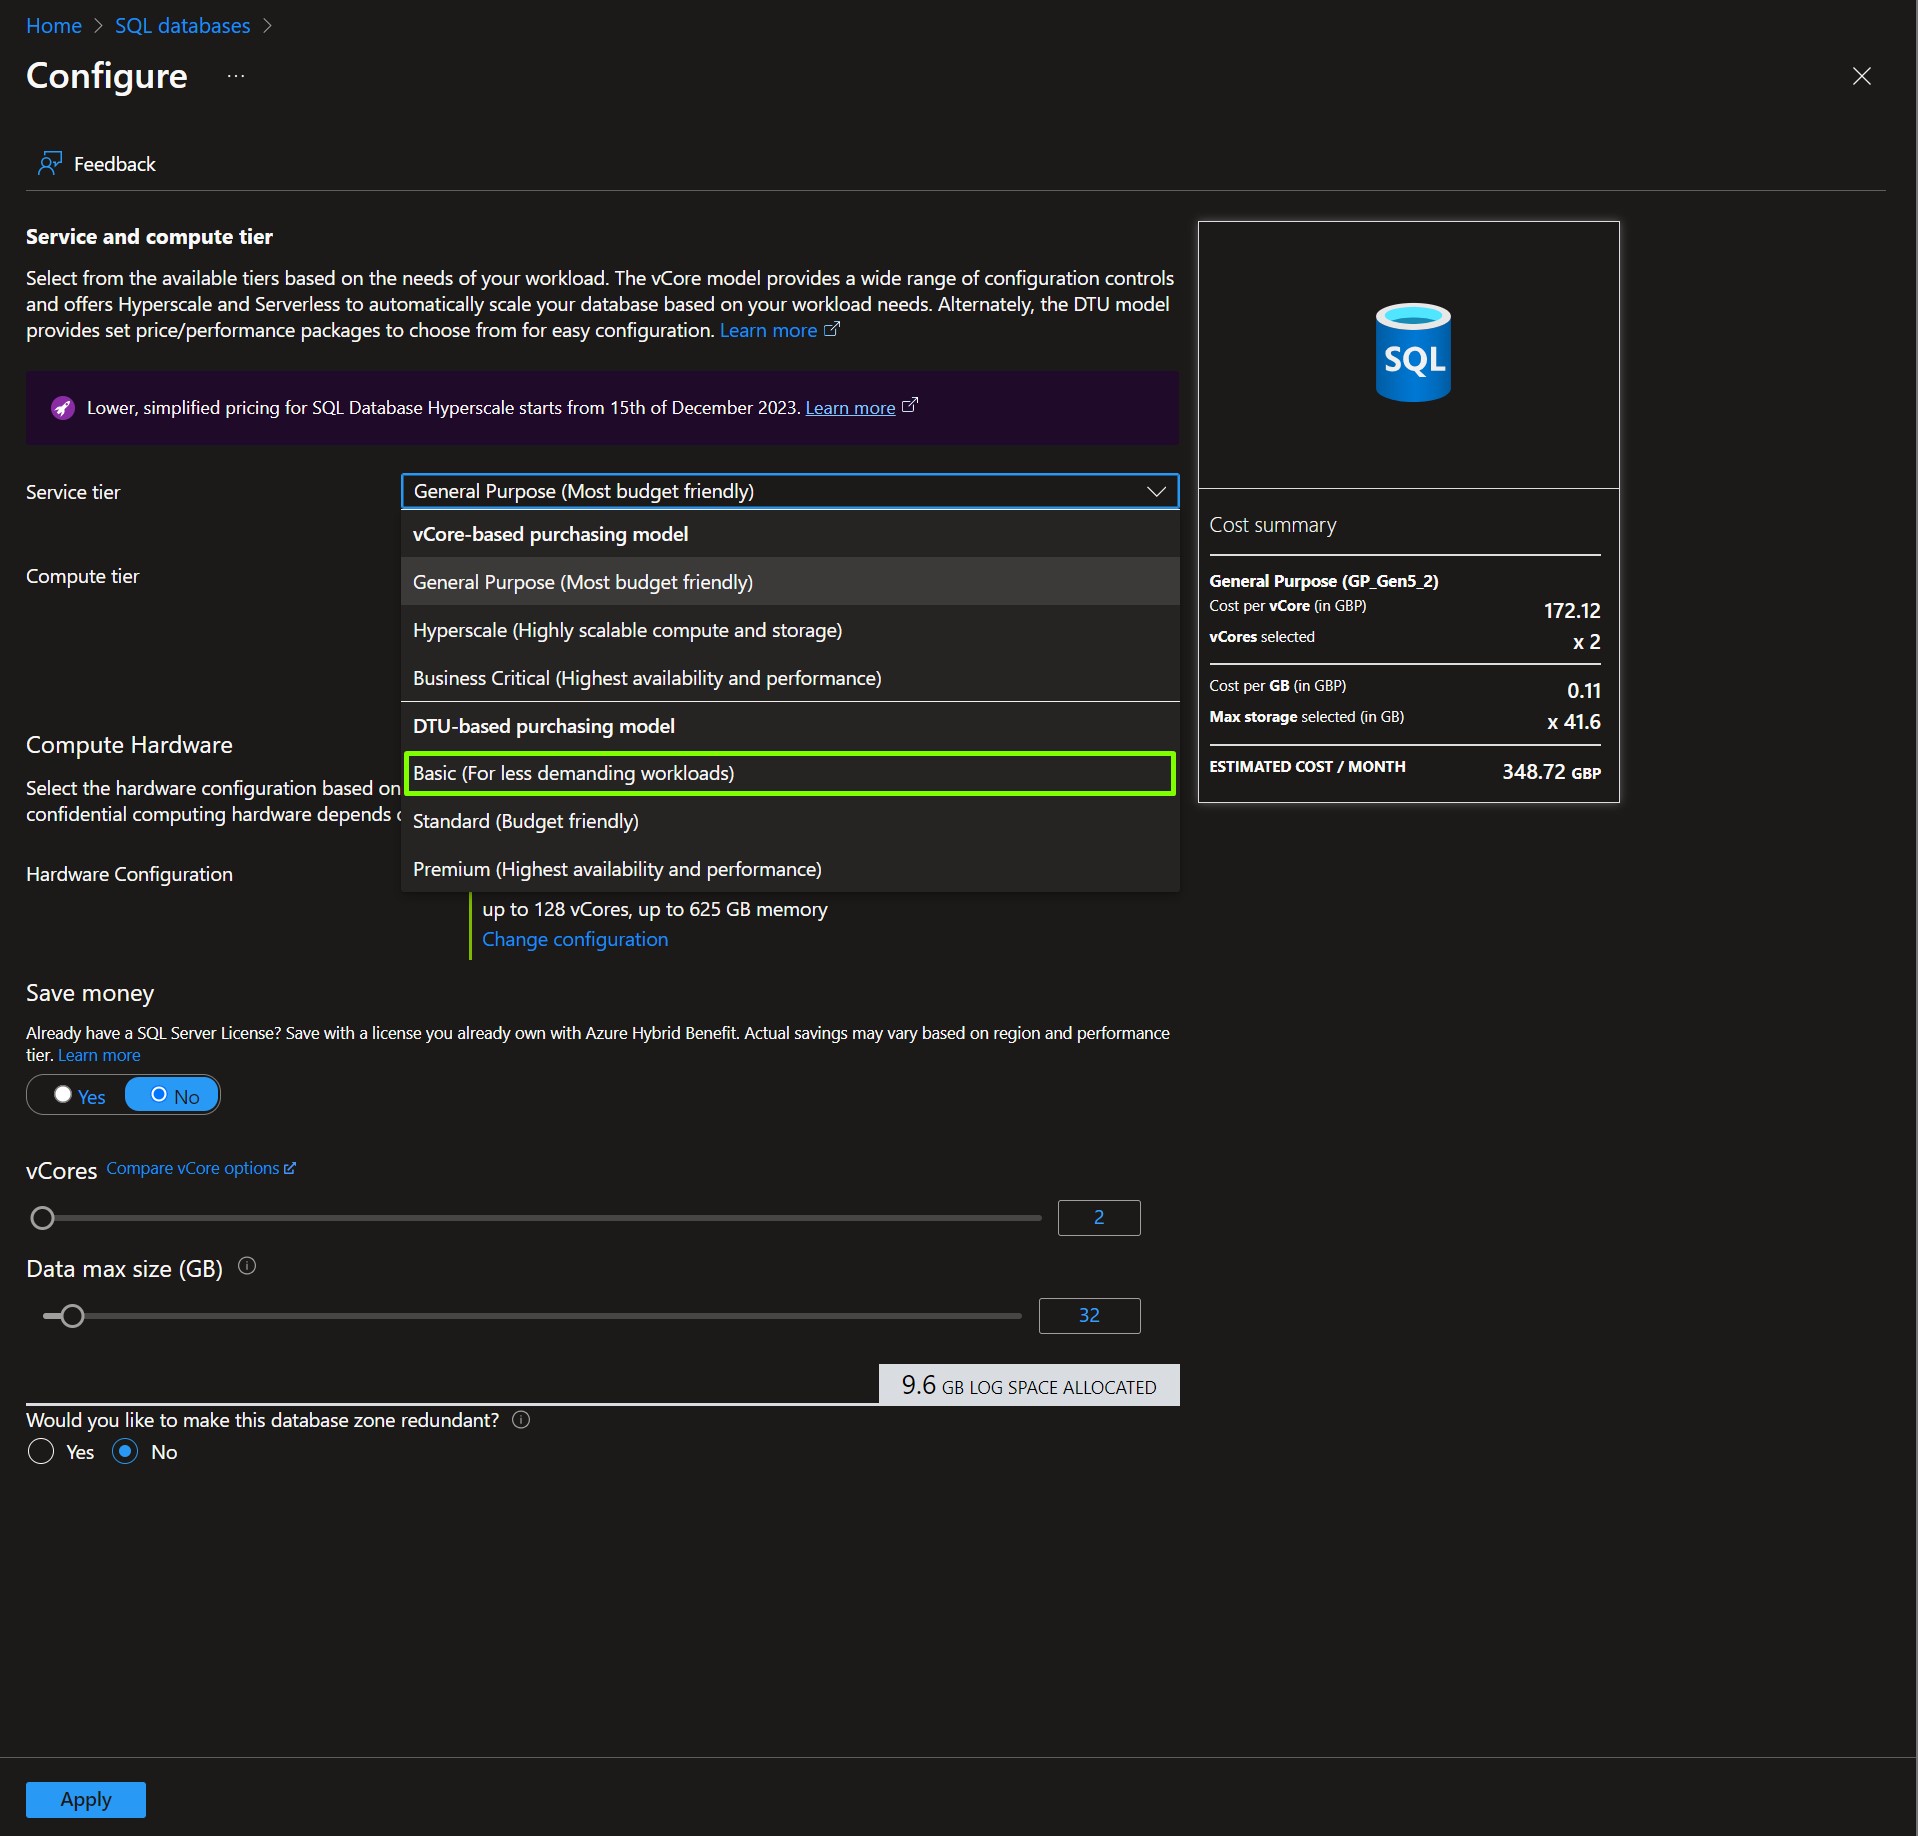 Home > SQL databases >
Configure ...
Feedback
Service and compute tier
Select from the available tiers based on the needs of your workload. The vCore model provides a wide range of configuration controls
and offers Hyperscale and Serverless to automatically scale your database based on your workload needs. Alternately, the DTU model
provides set price/performance packages to choose from for easy configuration. Learn more
Lower, simplified pricing for SQL Database Hyperscale starts from 15th of December 2023. Learn more
Service tier
General Purpose (Most budget friendly)
vCore-based purchasing model
General Purpose (Most budget friendly)
Hyperscale (Highly scalable compute and storage)
Business Critical (Highest availability and performance)
DTU-based purchasing model
Basic (For less demanding workloads)
Standard (Budget friendly)
Premium (Highest availability and performance)
Compute tier
Compute Hardware
Select the hardware configuration based on
confidential computing hardware depends
Hardware Configuration
up to 128 vCores, up to 625 GB memory
Change configuration
Save money
Already have a SQL Server License? Save with a license you already own with Azure Hybrid Benefit. Actual savings may vary based on region and performance
tier. Learn more
Yes No
vCores Compare vCore options
2
Data max size (GB)
32
9.6 GB LOG SPACE ALLOCATED
Would you like to make this database zone redundant?
Yes No
Apply
SQL
Cost summary
General Purpose (GP_Gen5_2)
Cost per vCore (in GBP) 172.12
vCores selected x 2
Cost per GB (in GBP) 0.11
Max storage selected (in GB) x 41.6
ESTIMATED COST / MONTH 348.72 GBP